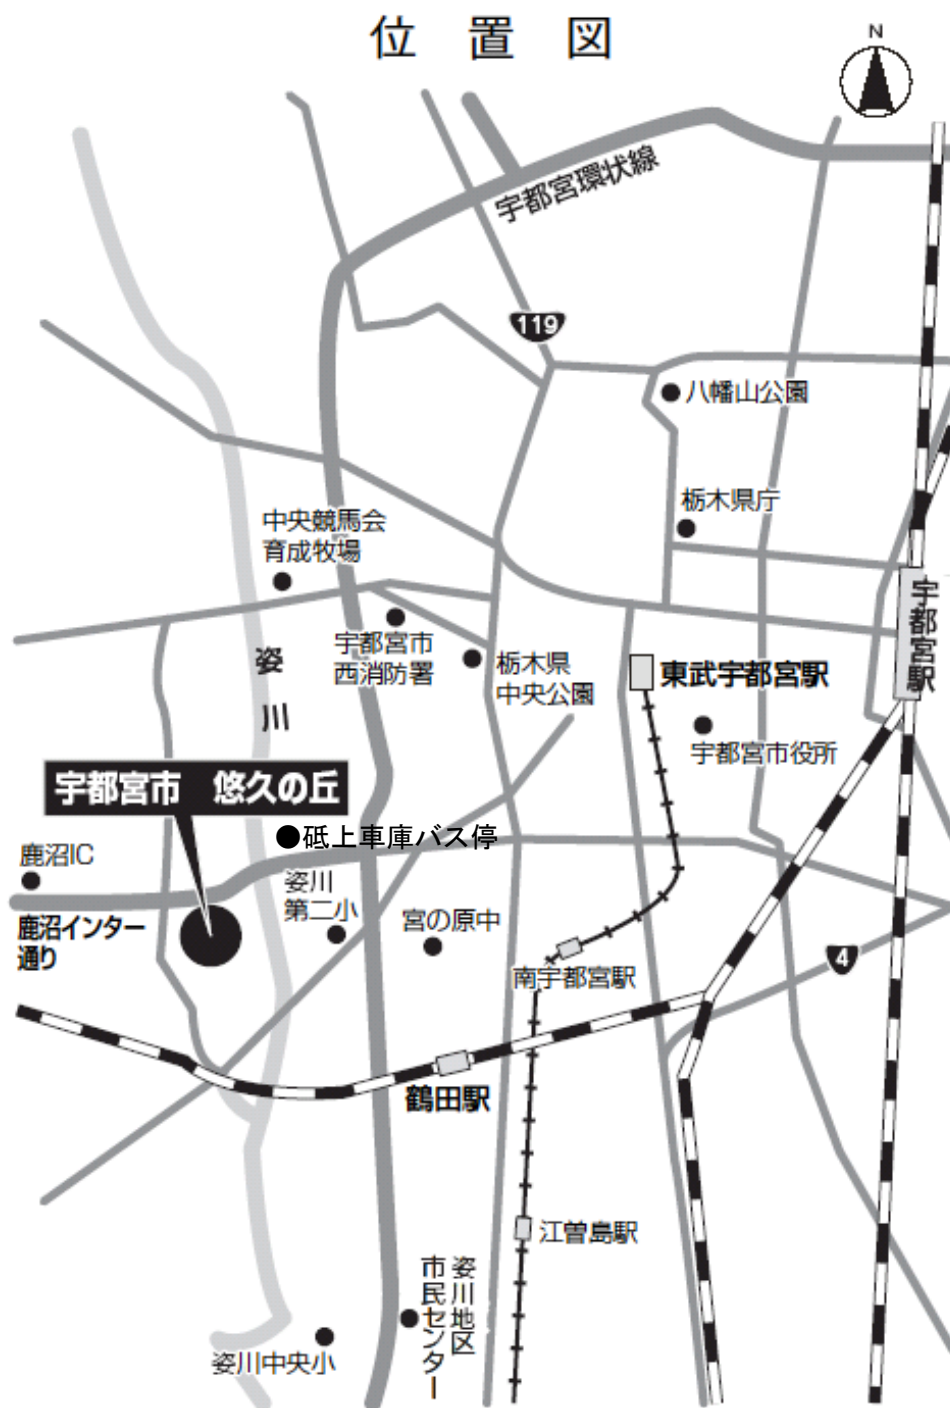 位置図
N
宇都宮環状線
119
八幡山公園
栃木県庁
中央競馬会
育成牧場
宇都宮駅
宇都宮市
西消防署
姿川
栃木県
中央公園
東武宇都宮駅
宇都宮市役所
宇都宮市 悠久の丘
●砥上車庫バス停
鹿沼IC
姿川
第二小
宮の原中
鹿沼インター
通り
4
南宇都宮駅
鶴田駅
江曽島駅
姿川地区
市民センター
姿川中央小